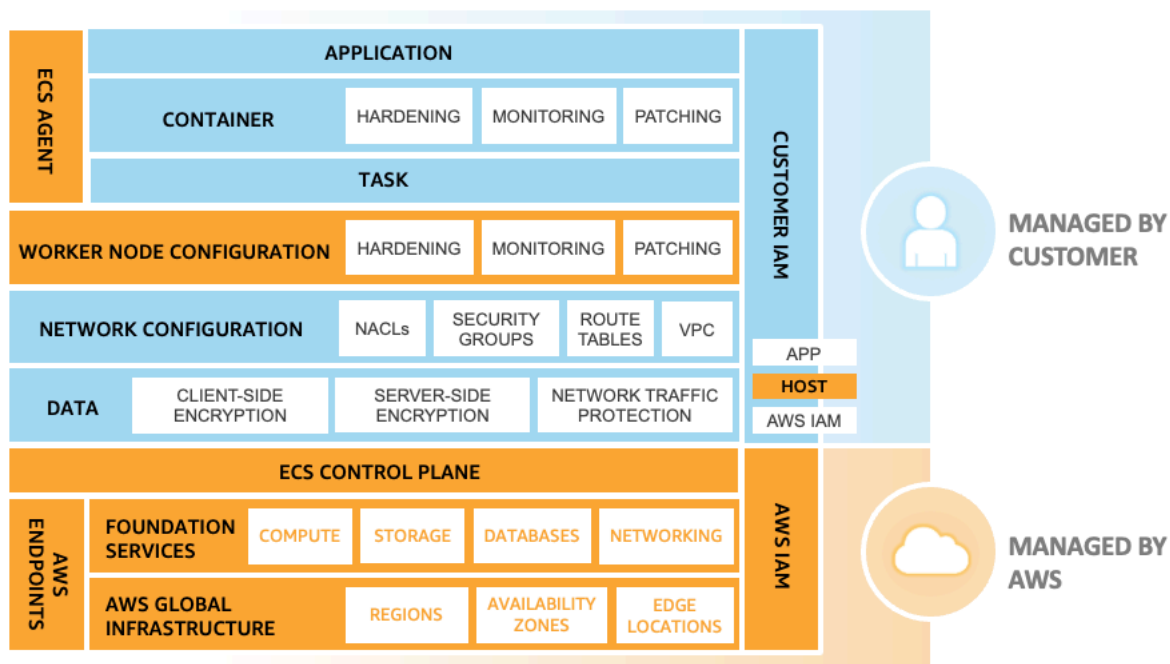 ECS AGENT
APPLICATION
CONTAINER
HARDENING
MONITORING
PATCHING
TASK
WORKER NODE CONFIGURATION
HARDENING
MONITORING
PATCHING
NETWORK CONFIGURATION
NACLs
SECURITY
GROUPS
ROUTE
TABLES
VPC
DATA
CLIENT-SIDE
ENCRYPTION
SERVER-SIDE
ENCRYPTION
NETWORK TRAFFIC
PROTECTION
CUSTOMER IAM
APP
HOST
AWS IAM
MANAGED BY
CUSTOMER
ECS CONTROL PLANE
AWS
ENDPOINTS
FOUNDATION
SERVICES
COMPUTE
STORAGE
DATABASES
NETWORKING
AWS GLOBAL
INFRASTRUCTURE
REGIONS
AVAILABILITY
ZONES
EDGE
LOCATIONS
AWS IAM
MANAGED BY
AWS